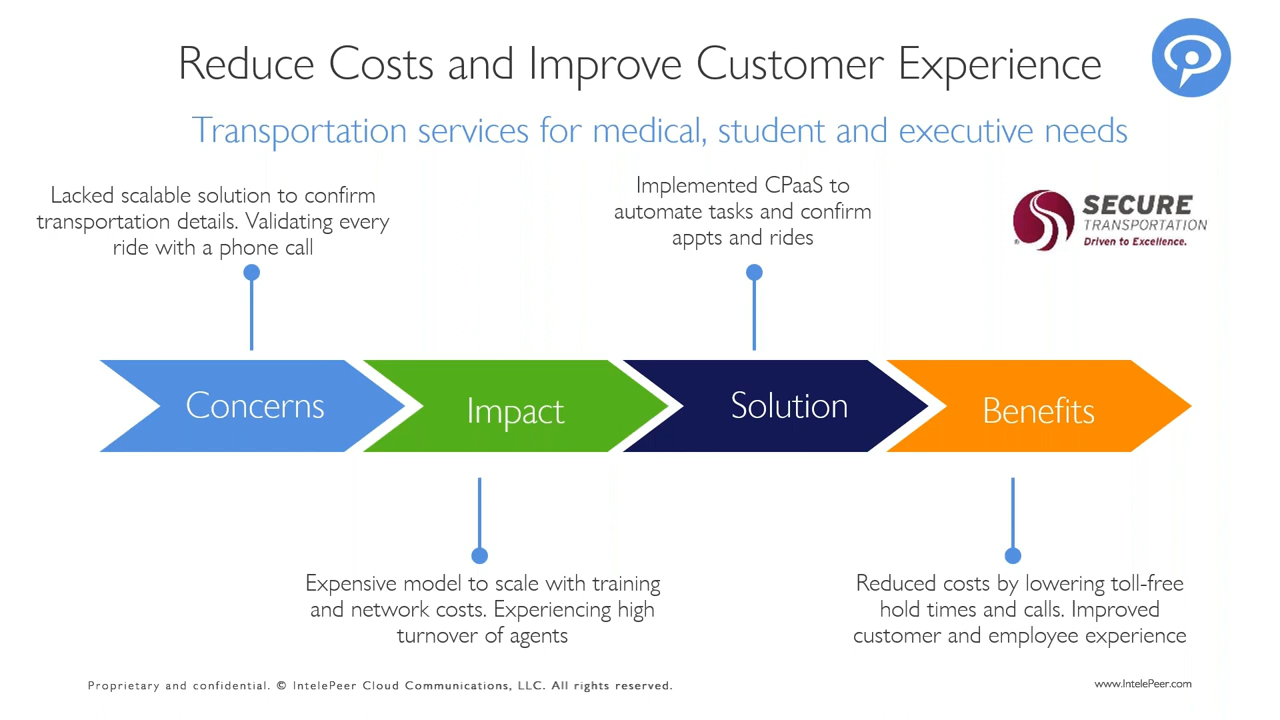 Reduce Costs and Improve Customer Experience
Transportation services for medical, student and executive needs
Lacked scalable solution to confirm
transportation details. Validating every
ride with a phone call
Implemented CPaaS to
automate tasks and confirm
appts and rides
SECURE
TRANSPORTATION
Driven to Excellence.
®
Concerns
Impact
Solution
Benefits
Expensive model to scale with training
and network costs. Experiencing high
turnover of agents
Reduced costs by lowering toll-free
hold times and calls. Improved
customer and employee experience
Proprietary and confidential. © IntelePeer Cloud Communications, LLC. All rights reserved.
www.IntelePeer.com